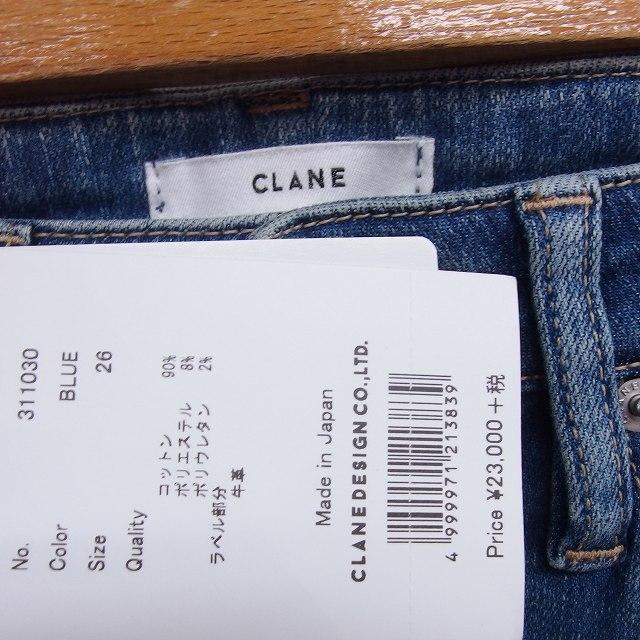 CLANE
No. 311030
Color BLUE
Size 26
Quality
コットン 90%
ポリエステル 8%
ポリウレタン 2%
ラベル部分 牛革
Made in Japan
CLANE DESIGN CO.,LTD.
4 999971 213839
Price ¥23,000+税